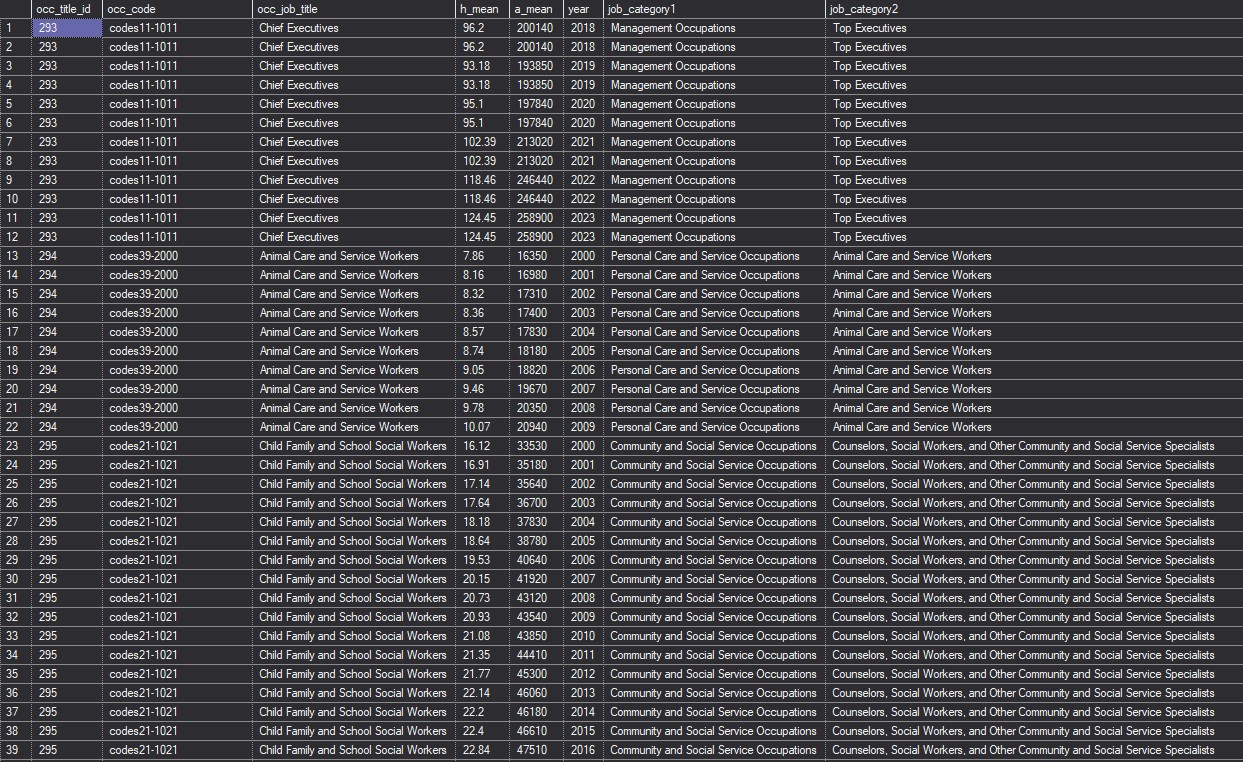 occ_title_id occ_code occ_job_title h_mean a_mean year job_category1 job_category2
1 293 codes11-1011 Chief Executives 96.2 200140 2018 Management Occupations Top Executives
2 293 codes11-1011 Chief Executives 96.2 200140 2018 Management Occupations Top Executives
3 293 codes11-1011 Chief Executives 93.18 193850 2019 Management Occupations Top Executives
4 293 codes11-1011 Chief Executives 93.18 193850 2019 Management Occupations Top Executives
5 293 codes11-1011 Chief Executives 95.1 197840 2020 Management Occupations Top Executives
6 293 codes11-1011 Chief Executives 95.1 197840 2020 Management Occupations Top Executives
7 293 codes11-1011 Chief Executives 102.39 213020 2021 Management Occupations Top Executives
8 293 codes11-1011 Chief Executives 102.39 213020 2021 Management Occupations Top Executives
9 293 codes11-1011 Chief Executives 118.46 246440 2022 Management Occupations Top Executives
10 293 codes11-1011 Chief Executives 118.46 246440 2022 Management Occupations Top Executives
11 293 codes11-1011 Chief Executives 124.45 258900 2023 Management Occupations Top Executives
12 293 codes11-1011 Chief Executives 124.45 258900 2023 Management Occupations Top Executives
13 294 codes39-2000 Animal Care and Service Workers 7.86 16350 2000 Personal Care and Service Occupations Animal Care and Service Workers
14 294 codes39-2000 Animal Care and Service Workers 8.16 16980 2001 Personal Care and Service Occupations Animal Care and Service Workers
15 294 codes39-2000 Animal Care and Service Workers 8.32 17310 2002 Personal Care and Service Occupations Animal Care and Service Workers
16 294 codes39-2000 Animal Care and Service Workers 8.36 17400 2003 Personal Care and Service Occupations Animal Care and Service Workers
17 294 codes39-2000 Animal Care and Service Workers 8.57 17830 2004 Personal Care and Service Occupations Animal Care and Service Workers
18 294 codes39-2000 Animal Care and Service Workers 8.74 18180 2005 Personal Care and Service Occupations Animal Care and Service Workers
19 294 codes39-2000 Animal Care and Service Workers 9.05 18820 2006 Personal Care and Service Occupations Animal Care and Service Workers
20 294 codes39-2000 Animal Care and Service Workers 9.46 19670 2007 Personal Care and Service Occupations Animal Care and Service Workers
21 294 codes39-2000 Animal Care and Service Workers 9.78 20350 2008 Personal Care and Service Occupations Animal Care and Service Workers
22 294 codes39-2000 Animal Care and Service Workers 10.07 20940 2009 Personal Care and Service Occupations Animal Care and Service Workers
23 295 codes21-1021 Child Family and School Social Workers 16.12 33530 2000 Community and Social Service Occupations Counselors, Social Workers, and Other Community and Social Service Specialists
24 295 codes21-1021 Child Family and School Social Workers 16.91 35180 2001 Community and Social Service Occupations Counselors, Social Workers, and Other Community and Social Service Specialists
25 295 codes21-1021 Child Family and School Social Workers 17.14 35640 2002 Community and Social Service Occupations Counselors, Social Workers, and Other Community and Social Service Specialists
26 295 codes21-1021 Child Family and School Social Workers 17.64 36700 2003 Community and Social Service Occupations Counselors, Social Workers, and Other Community and Social Service Specialists
27 295 codes21-1021 Child Family and School Social Workers 18.18 37830 2004 Community and Social Service Occupations Counselors, Social Workers, and Other Community and Social Service Specialists
28 295 codes21-1021 Child Family and School Social Workers 18.64 38780 2005 Community and Social Service Occupations Counselors, Social Workers, and Other Community and Social Service Specialists
29 295 codes21-1021 Child Family and School Social Workers 19.53 40640 2006 Community and Social Service Occupations Counselors, Social Workers, and Other Community and Social Service Specialists
30 295 codes21-1021 Child Family and School Social Workers 20.15 41920 2007 Community and Social Service Occupations Counselors, Social Workers, and Other Community and Social Service Specialists
31 295 codes21-1021 Child Family and School Social Workers 20.73 43120 2008 Community and Social Service Occupations Counselors, Social Workers, and Other Community and Social Service Specialists
32 295 codes21-1021 Child Family and School Social Workers 20.93 43540 2009 Community and Social Service Occupations Counselors, Social Workers, and Other Community and Social Service Specialists
33 295 codes21-1021 Child Family and School Social Workers 21.08 43850 2010 Community and Social Service Occupations Counselors, Social Workers, and Other Community and Social Service Specialists
34 295 codes21-1021 Child Family and School Social Workers 21.35 44410 2011 Community and Social Service Occupations Counselors, Social Workers, and Other Community and Social Service Specialists
35 295 codes21-1021 Child Family and School Social Workers 21.77 45300 2012 Community and Social Service Occupations Counselors, Social Workers, and Other Community and Social Service Specialists
36 295 codes21-1021 Child Family and School Social Workers 22.14 46060 2013 Community and Social Service Occupations Counselors, Social Workers, and Other Community and Social Service Specialists
37 295 codes21-1021 Child Family and School Social Workers 22.2 46180 2014 Community and Social Service Occupations Counselors, Social Workers, and Other Community and Social Service Specialists
38 295 codes21-1021 Child Family and School Social Workers 22.4 46610 2015 Community and Social Service Occupations Counselors, Social Workers, and Other Community and Social Service Specialists
39 295 codes21-1021 Child Family and School Social Workers 22.84 47510 2016 Community and Social Service Occupations Counselors, Social Workers, and Other Community and Social Service Specialists